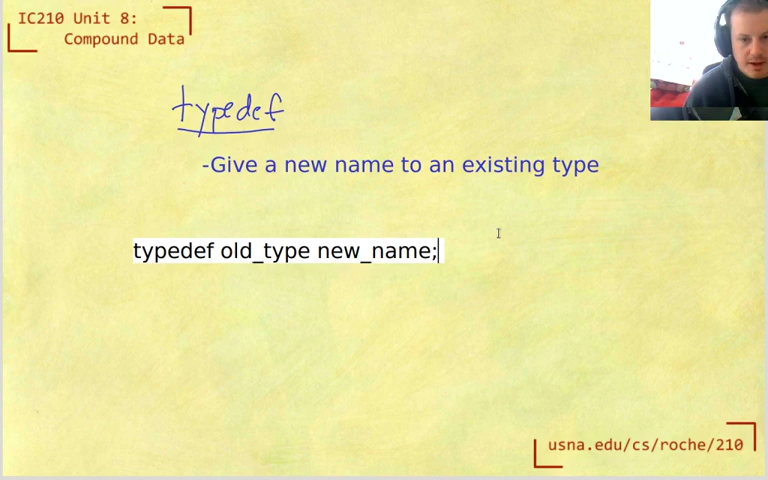 IC210 Unit 8:
Compound Data
typedef
-Give a new name to an existing type
typedef old_type new_name;
usna.edu/cs/roche/210